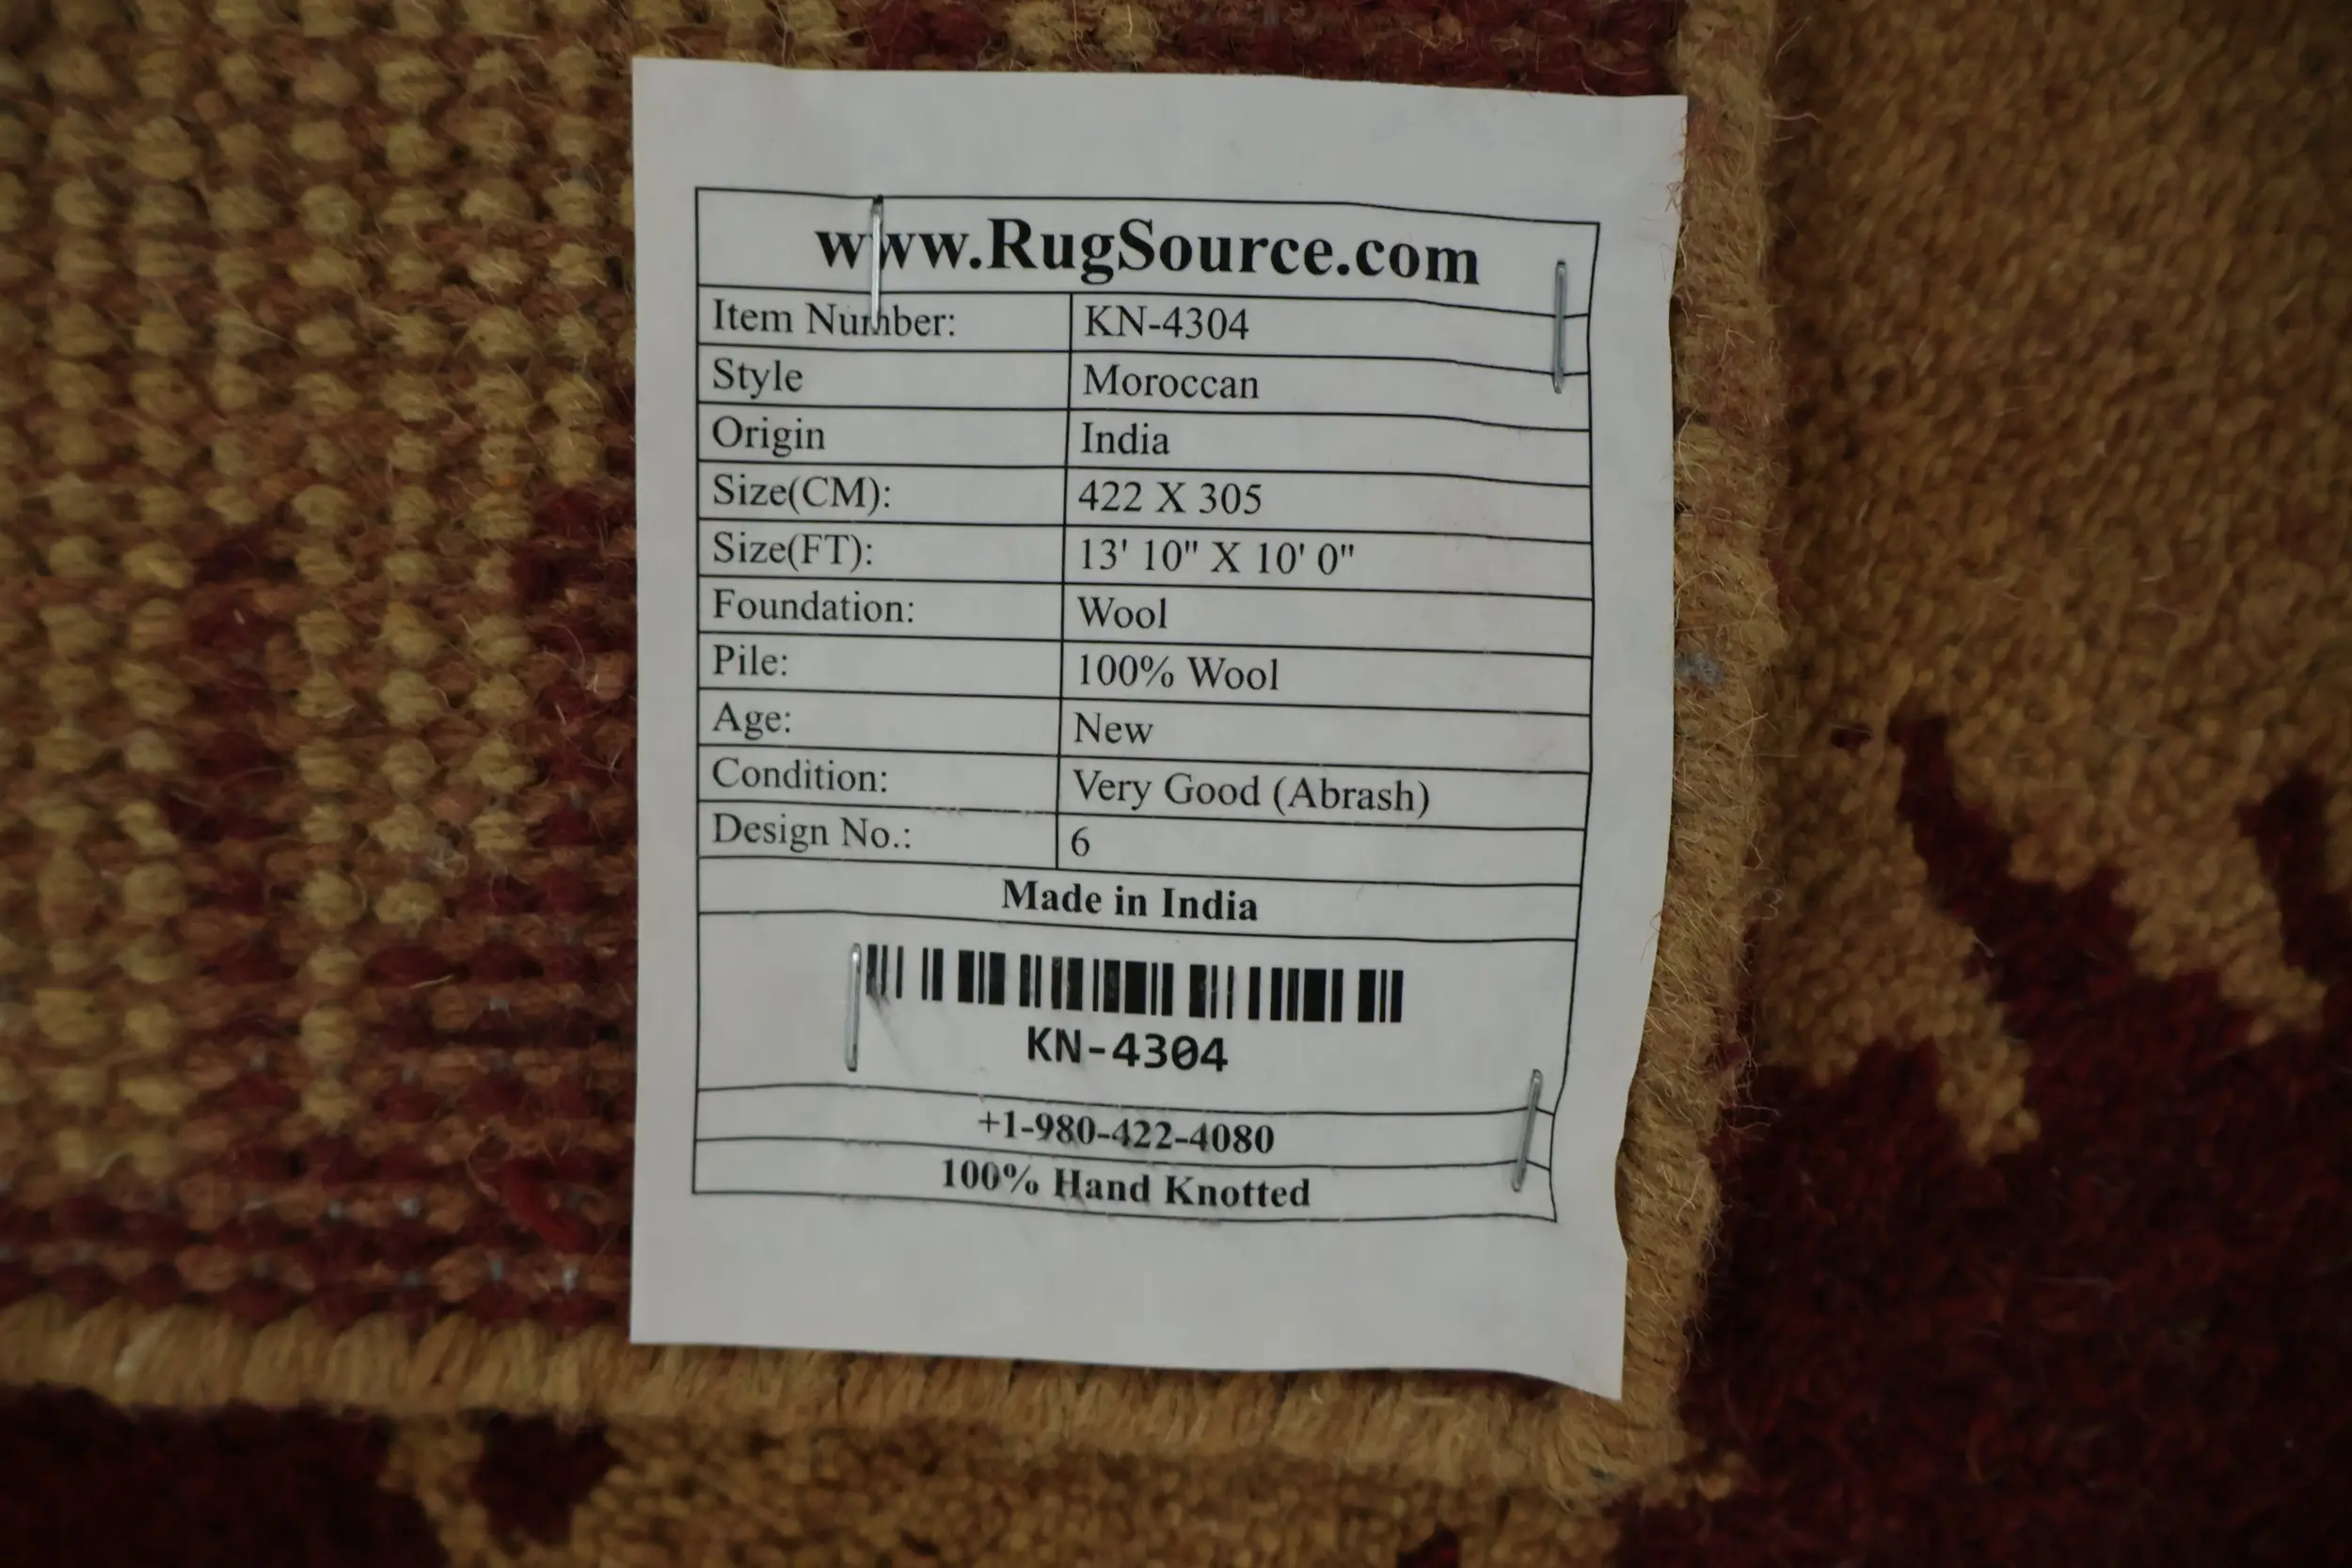 www.RugSource.com
Item Number: KN-4304
Style Moroccan
Origin India
Size(CM): 422 X 305
Size(FT): 13' 10" X 10' 0"
Foundation: Wool
Pile: 100% Wool
Age: New
Condition: Very Good (Abrash)
Design No.: 6
Made in India
KN-4304
+1-980-422-4080
100% Hand Knotted